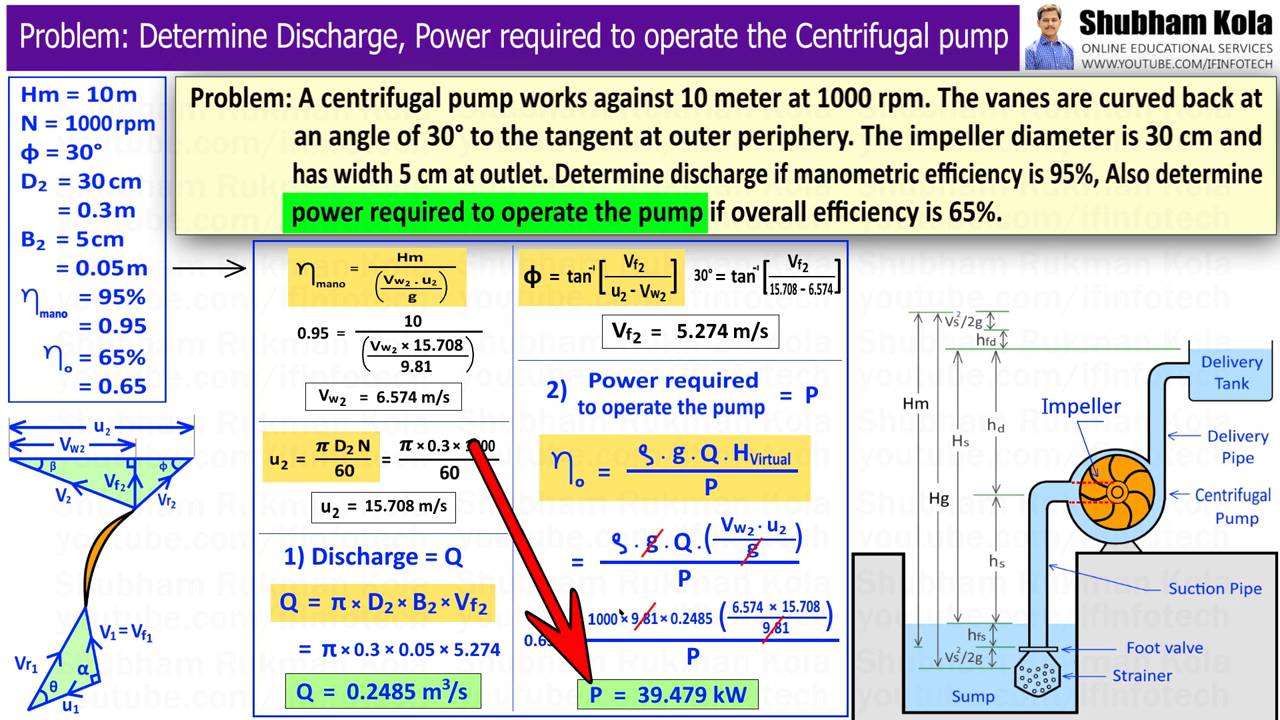 Problem: Determine Discharge, Power required to operate the Centrifugal pump
Shubham Kola
ONLINE EDUCATIONAL SERVICES
WWW.YOUTUBE.COM/IFINFOTECH
Hm = 10 m
N = 1000 rpm
ϕ = 30°
D₂ = 30 cm
= 0.3 m
B₂ = 5 cm
= 0.05 m
η mano = 95%
= 0.95
ηo = 65%
= 0.65
Problem: A centrifugal pump works against 10 meter at 1000 rpm. The vanes are curved back at
an angle of 30° to the tangent at outer periphery. The impeller diameter is 30 cm and
has width 5 cm at outlet. Determine discharge if manometric efficiency is 95%, Also determine
power required to operate the pump if overall efficiency is 65%.
η mano = Hm / (Vw₂ . u₂ / g)
0.95 = 10 / (Vw₂ × 15.708 / 9.81)
Vw₂ = 6.574 m/s
u₂ = π D₂ N / 60 = π × 0.3 × 00 / 60
u₂ = 15.708 m/s
1) Discharge = Q
Q = π × D₂ × B₂ × Vf₂
= π × 0.3 × 0.05 × 5.274
Q = 0.2485 m³/s
ϕ = tan⁻¹ [Vf₂ / u₂ - Vw₂] 30° = tan⁻¹ [Vf₂ / 15.708 – 6.574]
Vf₂ = 5.274 m/s
2) Power required
to operate the pump = P
ηo = ρ . g . Q . HVirtual / P
= ρ . g . Q . (Vw₂ . u₂ / g) / P
0.6 1000 × 9.81 × 0.2485 (6.574 × 15.708 / 9.81) / P
P = 39.479 kW
u₂
Vw₂
β
ϕ
V₂
Vf₂
Vr₂
V₁ = Vf₁
Vr₁
θ
α
u₁
Vs²/2g
hfd
Hm
Hs
hd
Hg
hs
hfs
Vs²/2g
Delivery
Tank
Impeller
Delivery
Pipe
Centrifugal
Pump
Suction Pipe
Foot valve
Strainer
Sump